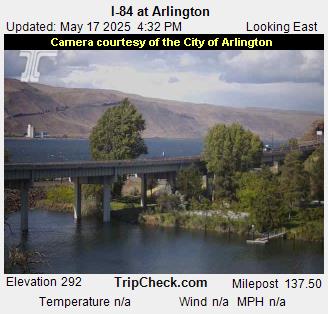 I-84 at Arlington
Updated: May 17 2025 4:32 PM Looking East
Camera courtesy of the City of Arlington
Elevation 292 TripCheck.com Milepost 137.50
Temperature n/a Wind n/a MPH n/a